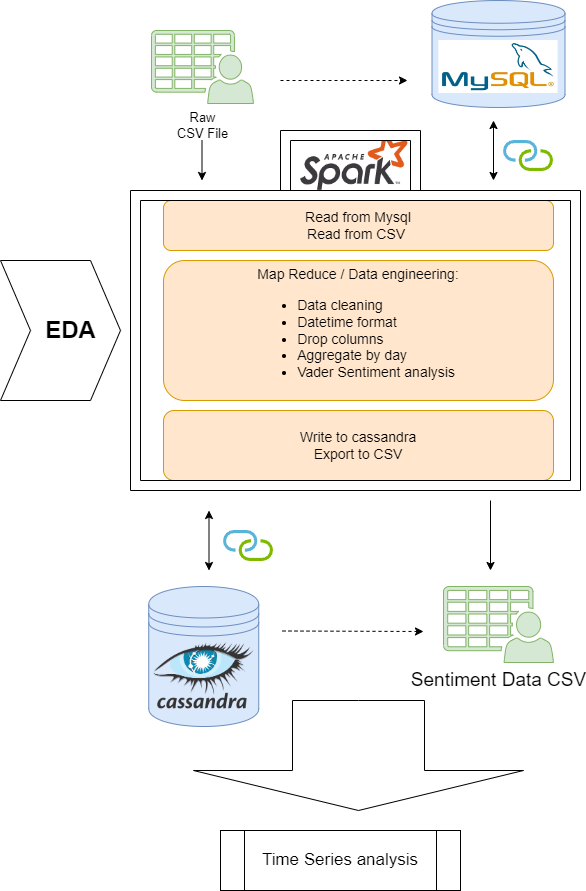 MySQL®
Raw
CSV File
APACHE
Spark™
Read from Mysql
Read from CSV
EDA
Map Reduce / Data engineering:
• Data cleaning
• Datetime format
• Drop columns
• Aggregate by day
• Vader Sentiment analysis
Write to cassandra
Export to CSV
cassandra
Sentiment Data CSV
Time Series analysis